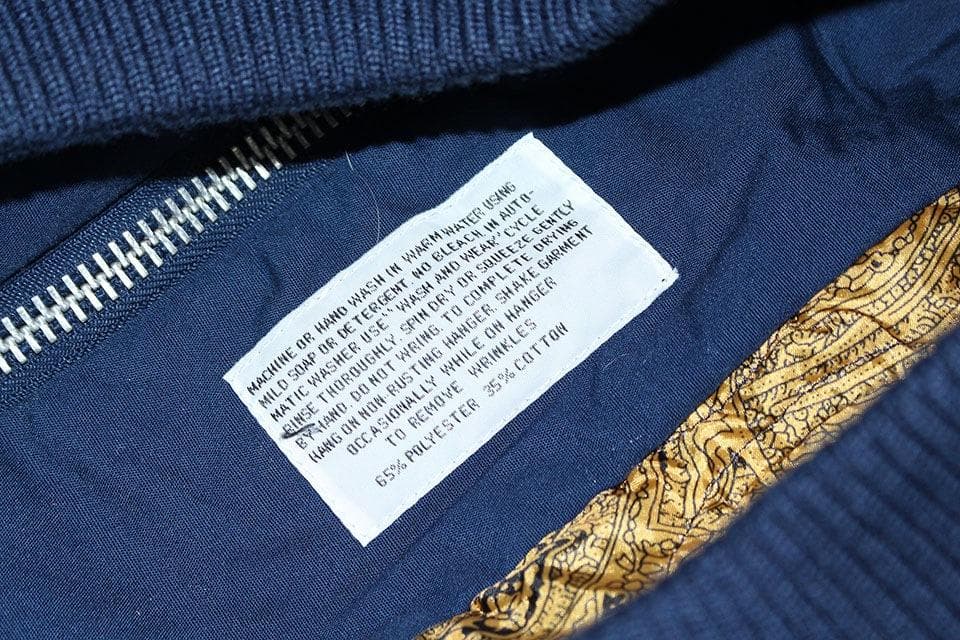 MACHINE OR HAND WASH IN WARM WATER USING
MILD SOAP OR DETERGENT. NO BLEACH. IN AUTO-
MATIC WASHER USE "WASH AND WEAR" CYCLE
RINSE THOROUGHLY. SPIN DRY OR SQUEEZE GENTLY
BY HAND. DO NOT WRING. TO COMPLETE DRYING
HANG ON NON-RUSTING HANGER. SHAKE GARMENT
OCCASIONALLY WHILE ON HANGER
TO REMOVE WRINKLES
65% POLYESTER 35% COTTON